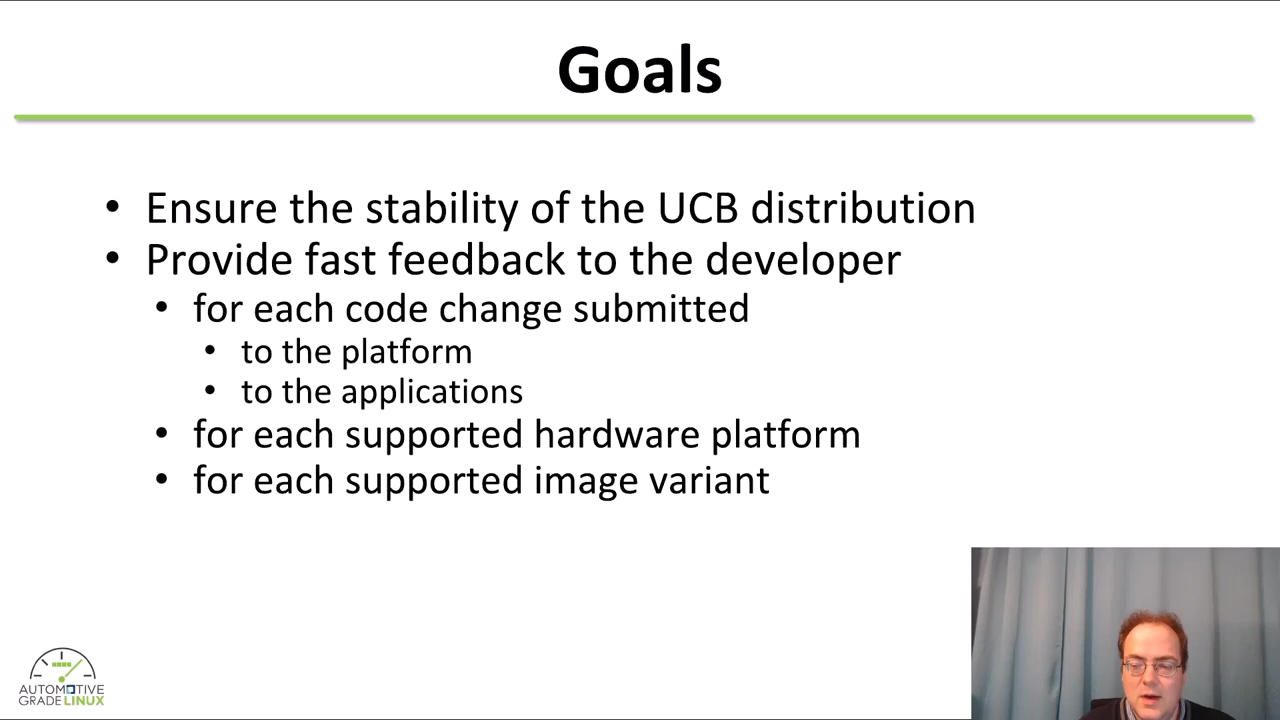 Goals
• Ensure the stability of the UCB distribution
• Provide fast feedback to the developer
• for each code change submitted
• to the platform
• to the applications
• for each supported hardware platform
• for each supported image variant
AUTOMOTIVE
GRADE LINUX